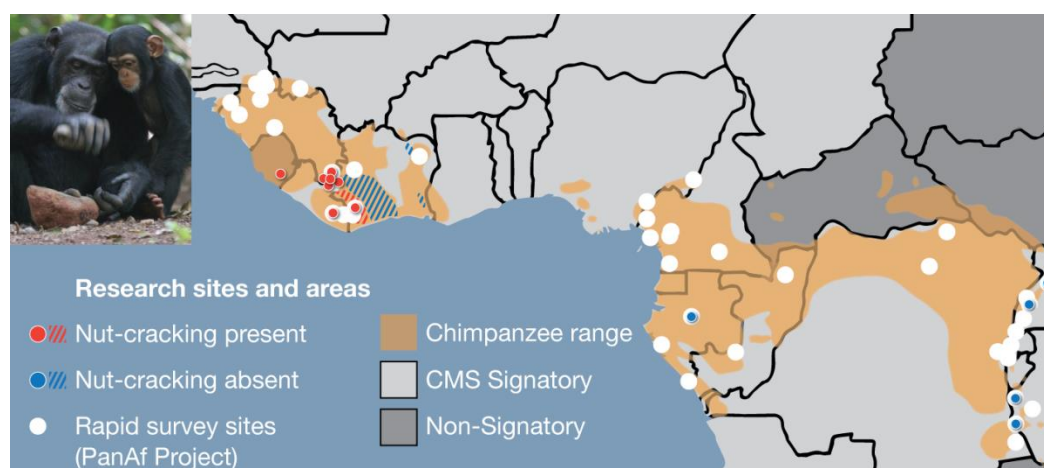 Research sites and areas
Nut-cracking present
Nut-cracking absent
Rapid survey sites
(PanAf Project)
Chimpanzee range
CMS Signatory
Non-Signatory